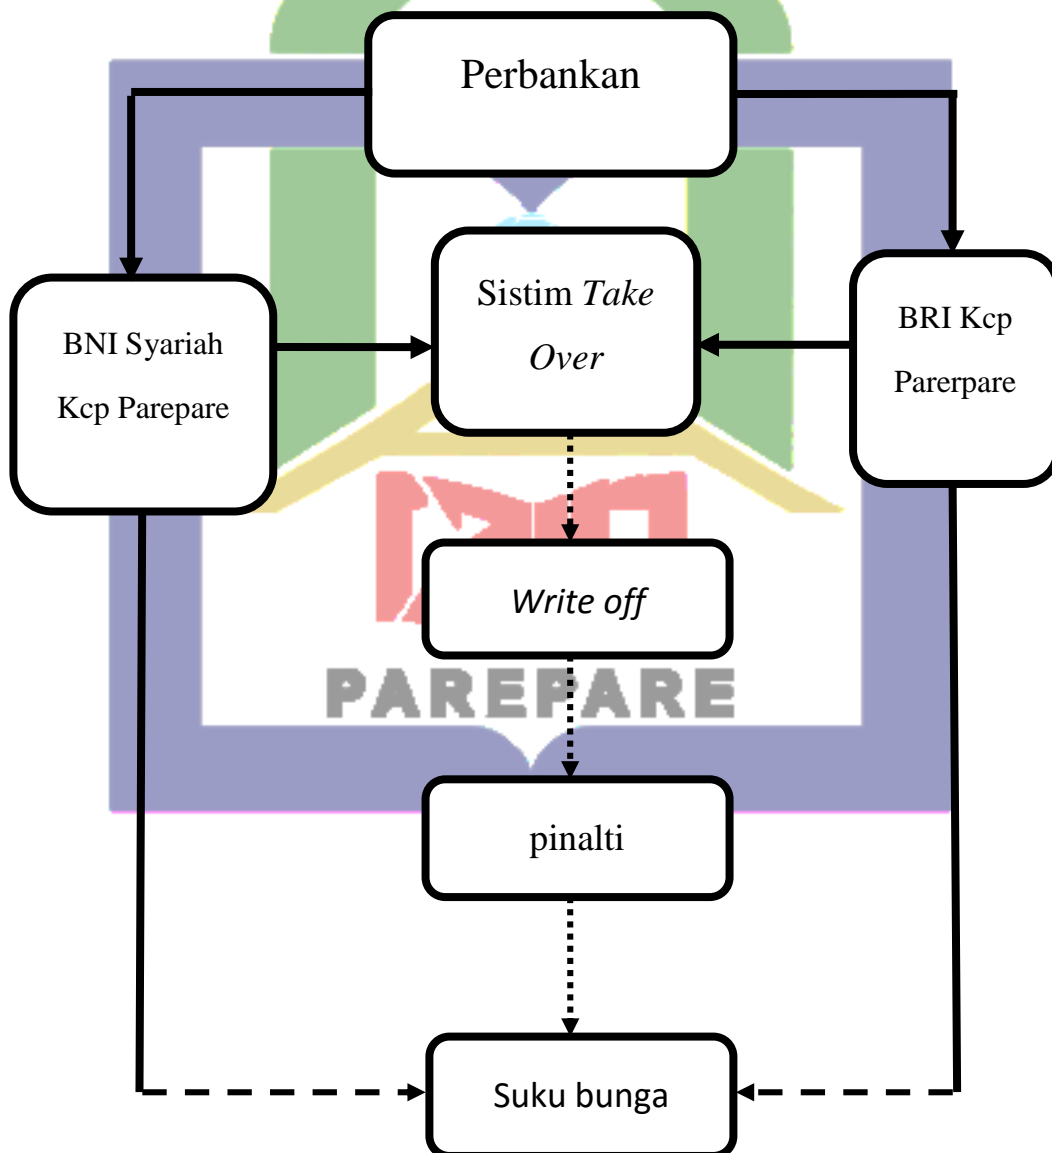 Perbankan
Sistim Take
Over
BNI Syariah
Kcp Parepare
BRI Kcp
Parerpare
Write off
PAREPARE
pinalti
Suku bunga